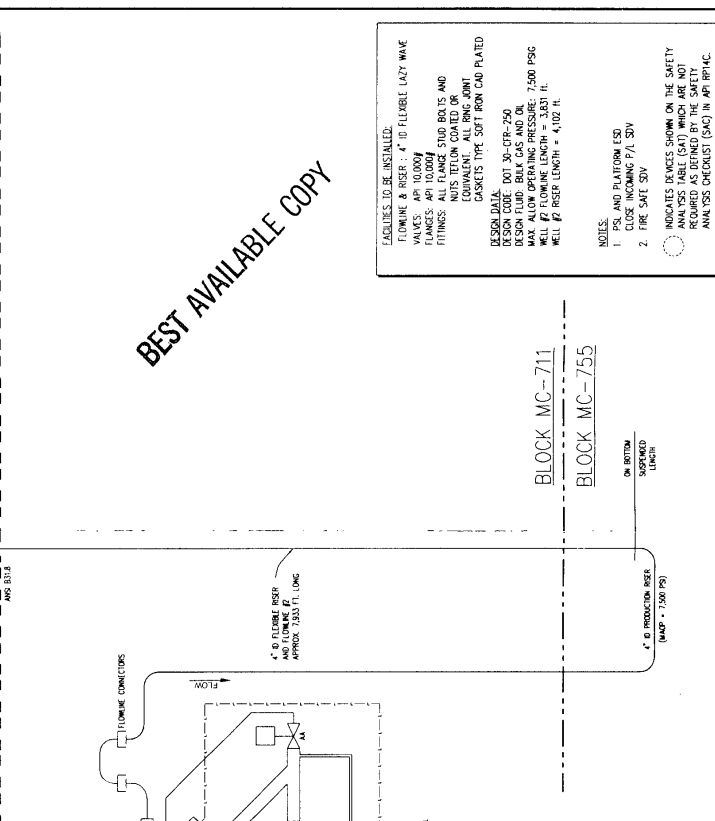 BEST AVAILABLE COPY
FACILITIES TO BE INSTALLED:
FLOWLINE & RISER : 4" ID FLEXIBLE LAZY WAVE
VALVES: API 10,000#
FLANGES: API 10,000#
FITTINGS: ALL FLANGE STUD BOLTS AND
NUTS TEFLON COATED OR
EQUIVALENT. ALL RING JOINT
GASKETS TYPE SOFT IRON CAD PLATED
DESIGN DATA:
DESIGN CODE: DOT 30-CFR-250
DESIGN FLUID: BULK GAS AND OIL
MAX. ALLOW OPERATING PRESSURE: 7,500 PSIG
WELL #2 FLOWLINE LENGTH = 3,831 ft.
WELL #2 RISER LENGTH = 4,102 ft.
NOTES:
1. PSL AND PLATFORM ESD
CLOSE INCOMING P/L SDV
2. FIRE SAFE SDV
INDICATES DEVICES SHOWN ON THE SAFETY
ANALYSIS TABLE (SAT) WHICH ARE NOT
REQUIRED AS DEFINED BY THE SAFETY
ANALYSIS CHECKLIST (SAC) IN API RP14C.
ANSI B31.8
4" ID FLEXIBLE RISER
AND FLOWLINE #2
APPROX. 7,933 FT. LONG
FLOWLINE CONNECTORS
FLOW
AA
BLOCK MC-711
BLOCK MC-755
ON BOTTOM
SUSPENDED
LENGTH
4" ID PRODUCTION RISER
(MAOP = 7,500 PSI)